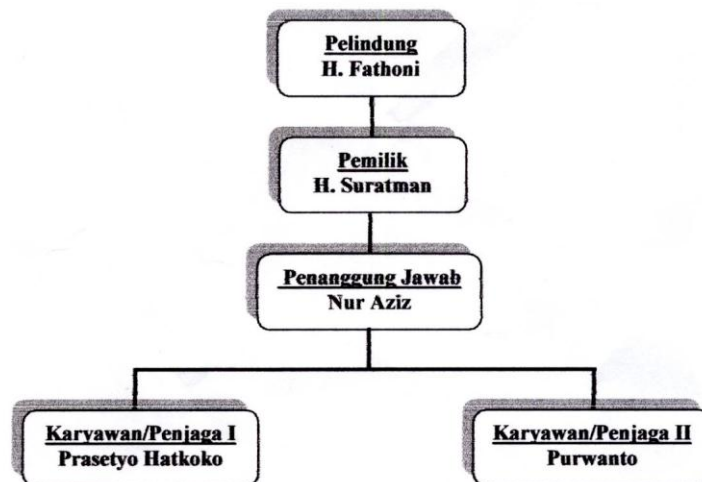 Pelindung
H. Fathoni
Pemilik
H. Suratman
Penanggung Jawab
Nur Aziz
Karyawan/Penjaga I
Prasetyo Hatkoko
Karyawan/Penjaga II
Purwanto